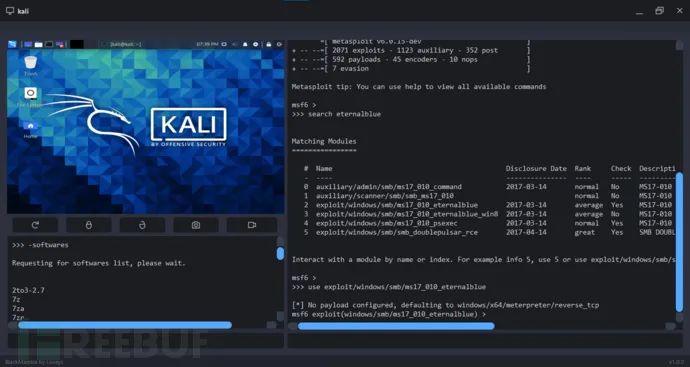 kali
[kali@kali:~]
07:39 PM
Trash
File System
Home
KALI
BY OFFENSIVE SECURITY
>>> -softwares
Requesting for softwares list, please wait.
2to3-2.7
7z
7za
7zr
=[ metasploit v6.0.15-dev ]
+ -- --=[ 2071 exploits - 1123 auxiliary - 352 post ]
+ -- --=[ 592 payloads - 45 encoders - 10 nops ]
+ -- --=[ 7 evasion ]
Metasploit tip: You can use help to view all available commands
msf6 >
>>> search eternalblue
Matching Modules
================
# Name Disclosure Date Rank Check Descripti
- ---- --------------- ---- ----- ---------
0 auxiliary/admin/smb/ms17_010_command 2017-03-14 normal No MS17-010
1 auxiliary/scanner/smb/smb_ms17_010 normal No MS17-010
2 exploit/windows/smb/ms17_010_eternalblue 2017-03-14 average Yes MS17-010
3 exploit/windows/smb/ms17_010_eternalblue_win8 2017-03-14 average No MS17-010
4 exploit/windows/smb/ms17_010_psexec 2017-03-14 normal Yes MS17-010
5 exploit/windows/smb/smb_doublepulsar_rce 2017-04-14 great Yes SMB DOUBL
Interact with a module by name or index. For example info 5, use 5 or use exploit/windows/smb/s
msf6 >
>>> use exploit/windows/smb/ms17_010_eternalblue
[*] No payload configured, defaulting to windows/x64/meterpreter/reverse_tcp
msf6 exploit(windows/smb/ms17_010_eternalblue) >
REEBUF
BlackMamba by Loseys
v1.0.0